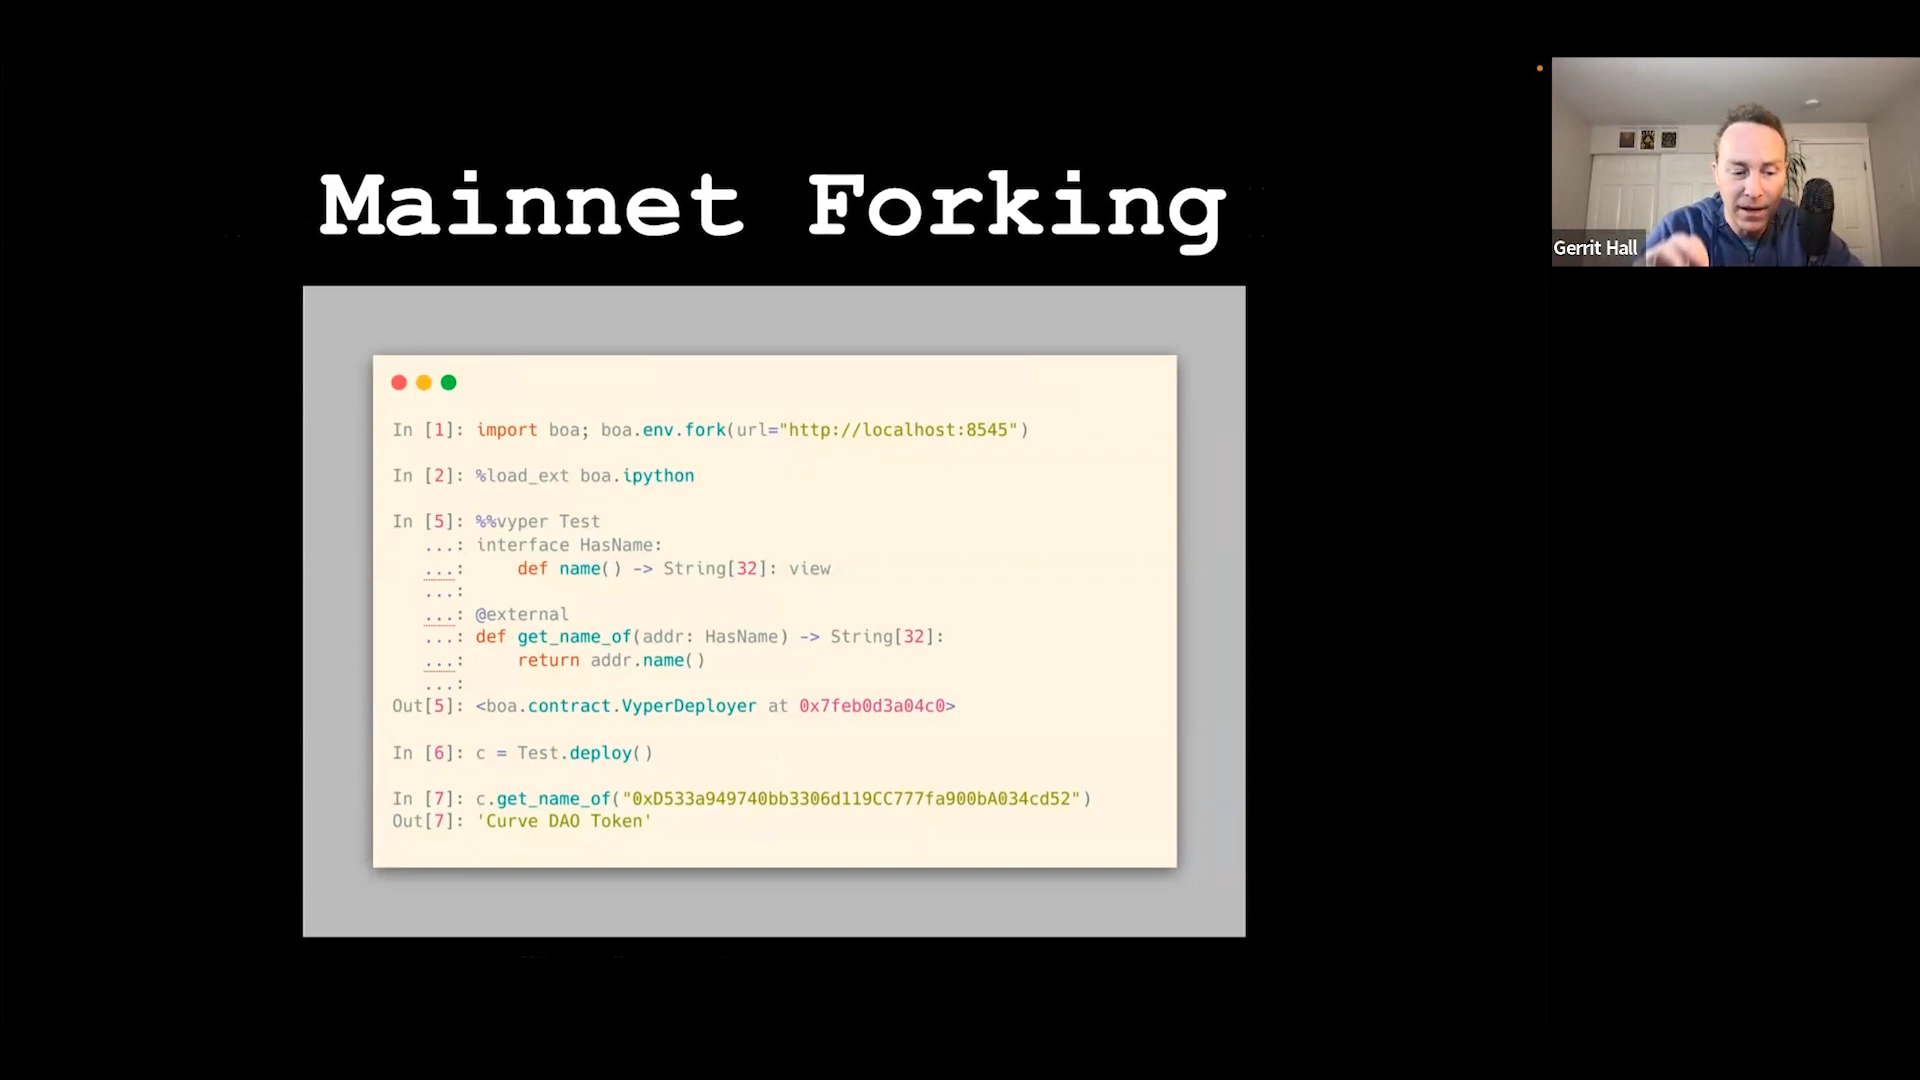 Mainnet Forking
Gerrit Hall
In [1]: import boa; boa.env.fork(url="http://localhost:8545")
In [2]: %load_ext boa.ipython
In [5]: %%vyper Test
...: interface HasName:
...:     def name() -> String[32]: view
...:
...: @external
...: def get_name_of(addr: HasName) -> String[32]:
...:     return addr.name()
...:
Out[5]: <boa.contract.VyperDeployer at 0x7feb0d3a04c0>
In [6]: c = Test.deploy()
In [7]: c.get_name_of("0xD533a949740bb3306d119CC777fa900bA034cd52")
Out[7]: 'Curve DAO Token'